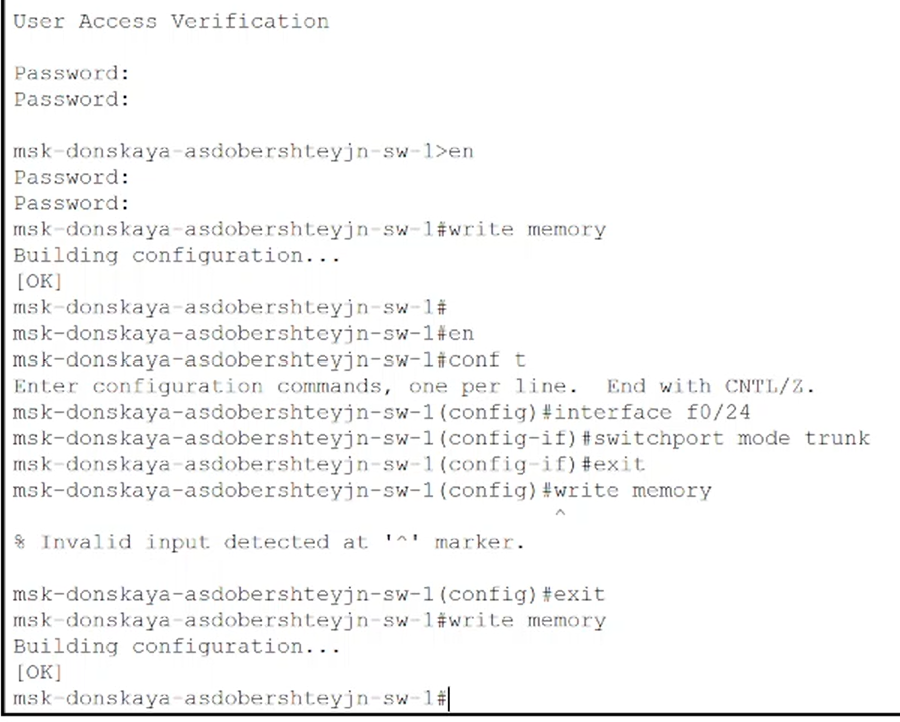 User Access Verification
Password:
Password:
msk-donskaya-asdobershteyjn-sw-1>en
Password:
Password:
msk-donskaya-asdobershteyjn-sw-1#write memory
Building configuration...
[OK]
msk-donskaya-asdobershteyjn-sw-1#
msk-donskaya-asdobershteyjn-sw-1#en
msk-donskaya-asdobershteyjn-sw-1#conf t
Enter configuration commands, one per line.  End with CNTL/Z.
msk-donskaya-asdobershteyjn-sw-1(config)#interface f0/24
msk-donskaya-asdobershteyjn-sw-1(config-if)#switchport mode trunk
msk-donskaya-asdobershteyjn-sw-1(config-if)#exit
msk-donskaya-asdobershteyjn-sw-1(config)#write memory
^
% Invalid input detected at '^' marker.
msk-donskaya-asdobershteyjn-sw-1(config)#exit
msk-donskaya-asdobershteyjn-sw-1#write memory
Building configuration...
[OK]
msk-donskaya-asdobershteyjn-sw-1#